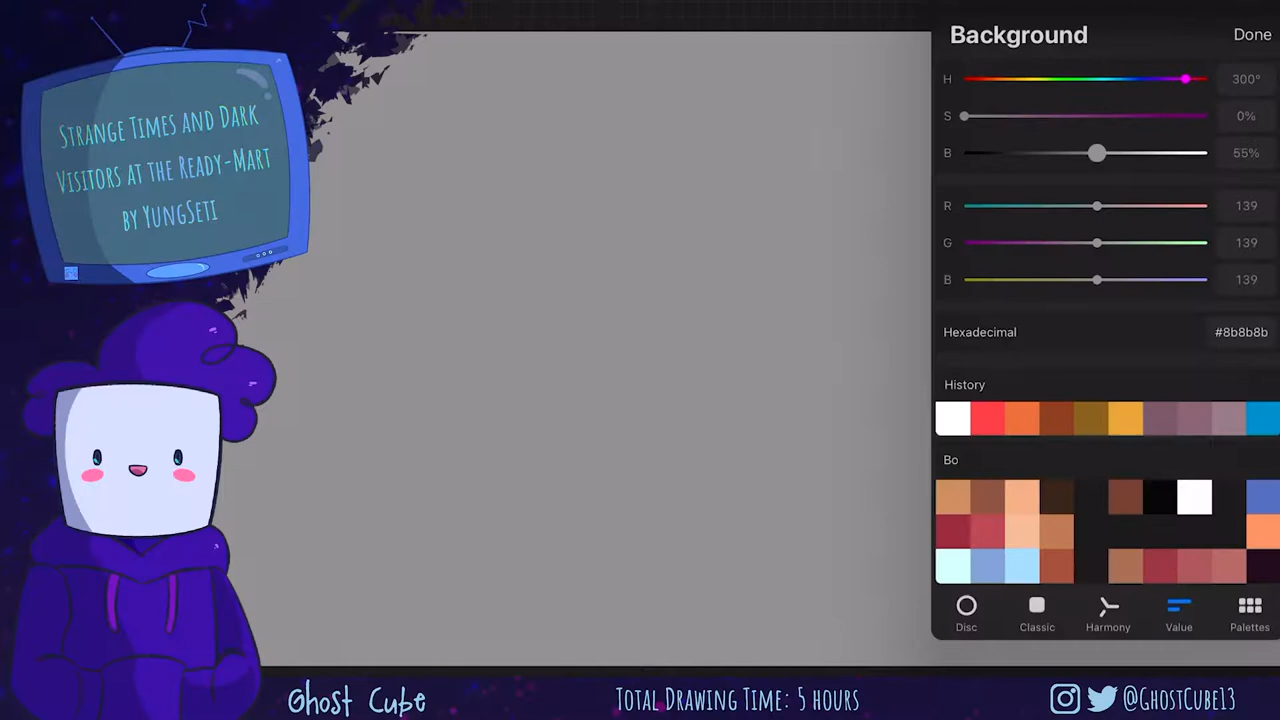 Strange Times and Dark
Visitors at the Ready-Mart
by YungSeti
Background
Done
H
300°
S
0%
B
55%
R
139
G
139
B
139
Hexadecimal
#8b8b8b
History
Bo
Disc
Classic
Harmony
Value
Palettes
Ghost Cube
Total Drawing Time: 5 hours
@GhostCube13